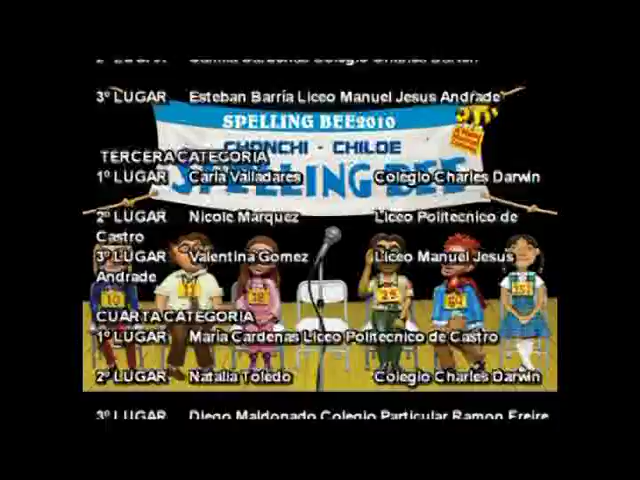 3º LUGAR Esteban Barría Liceo Manuel Jesus Andrade
SPELLING BEE2010
CHONCHI - CHILOE
TERCERA CATEGORIA
SPELLING BEE
1º LUGAR Carla Valladares Colegio Charles Darwin
2º LUGAR Nicole Marquez Liceo Politecnico de
Castro
3º LUGAR Valentina Gomez Liceo Manuel Jesus
Andrade
CUARTA CATEGORIA
1º LUGAR Maria Cardenas Liceo Politecnico de Castro
2º LUGAR Natalia Toledo Colegio Charles Darwin
3º LUGAR Diego Maldonado Colegio Particular Ramon Freire